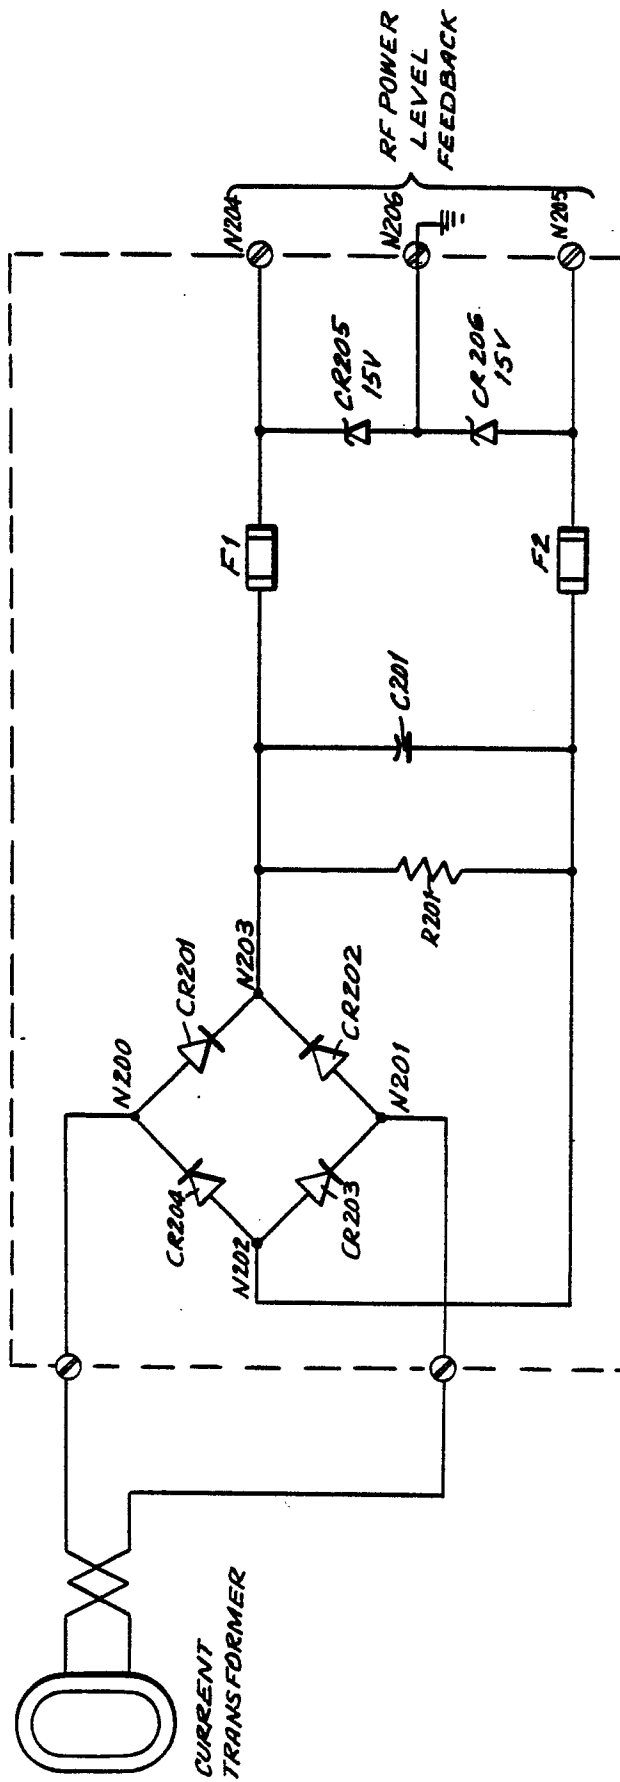 CURRENT
TRANSFORMER
N200
CR201
N203
CR202
N201
CR203
N202
CR204
R201
C201
F1
F2
CR205
15V
CR206
15V
N204
N206
N205
RF POWER
LEVEL
FEEDBACK